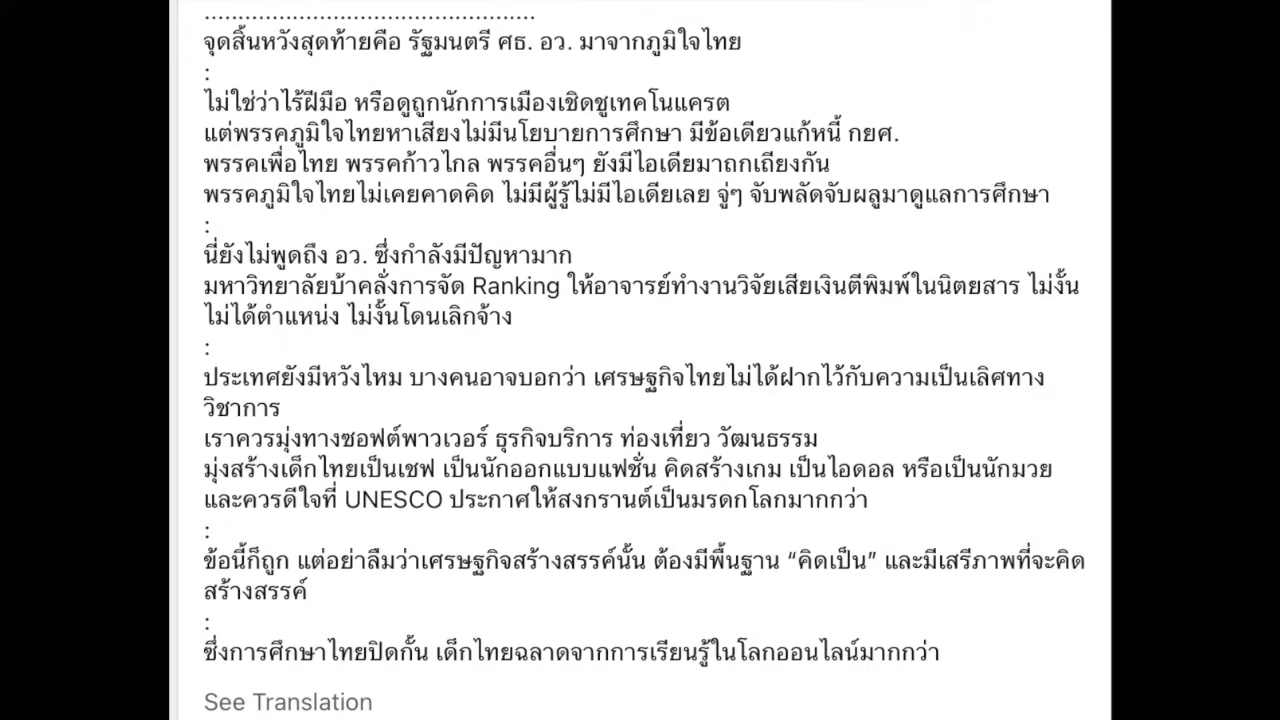 ................................................
จุดสิ้นหวังสุดท้ายคือ รัฐมนตรี ศธ. อว. มาจากภูมิใจไทย
:
ไม่ใช่ว่าไร้ฝีมือ หรือดูถูกนักการเมืองเชิดชูเทคโนแครต
แต่พรรคภูมิใจไทยหาเสียงไม่มีนโยบายการศึกษา มีข้อเดียวแก้หนี้ กยศ.
พรรคเพื่อไทย พรรคก้าวไกล พรรคอื่นๆ ยังมีไอเดียมาถกเถียงกัน
พรรคภูมิใจไทยไม่เคยคาดคิด ไม่มีผู้รู้ไม่มีไอเดียเลย จู่ๆ จับพลัดจับผลูมาดูแลการศึกษา
:
นี่ยังไม่พูดถึง อว. ซึ่งกำลังมีปัญหามาก
มหาวิทยาลัยบ้าคลั่งการจัด Ranking ให้อาจารย์ทำงานวิจัยเสียเงินตีพิมพ์ในนิตยสาร ไม่งั้น
ไม่ได้ตำแหน่ง ไม่งั้นโดนเลิกจ้าง
:
ประเทศยังมีหวังไหม บางคนอาจบอกว่า เศรษฐกิจไทยไม่ได้ฝากไว้กับความเป็นเลิศทาง
วิชาการ
เราควรมุ่งทางซอฟต์พาวเวอร์ ธุรกิจบริการ ท่องเที่ยว วัฒนธรรม
มุ่งสร้างเด็กไทยเป็นเชฟ เป็นนักออกแบบแฟชั่น คิดสร้างเกม เป็นไอดอล หรือเป็นนักมวย
และควรดีใจที่ UNESCO ประกาศให้สงกรานต์เป็นมรดกโลกมากกว่า
:
ข้อนี้ก็ถูก แต่อย่าลืมว่าเศรษฐกิจสร้างสรรค์นั้น ต้องมีพื้นฐาน “คิดเป็น” และมีเสรีภาพที่จะคิด
สร้างสรรค์
:
ซึ่งการศึกษาไทยปิดกั้น เด็กไทยฉลาดจากการเรียนรู้ในโลกออนไลน์มากกว่า
See Translation